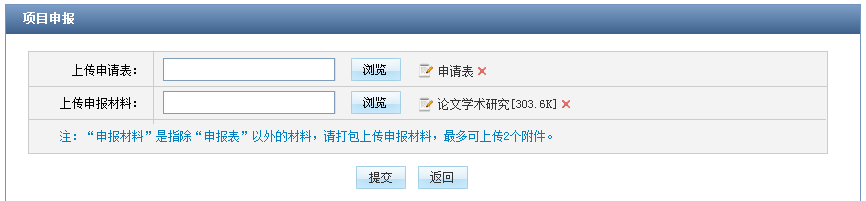 项目申报
上传申请表： 浏览 申请表
上传申报材料： 浏览 论文学术研究[303.6K]
注：“申报材料”是指除“申报表”以外的材料，请打包上传申报材料，最多可上传2个附件。
提交 返回